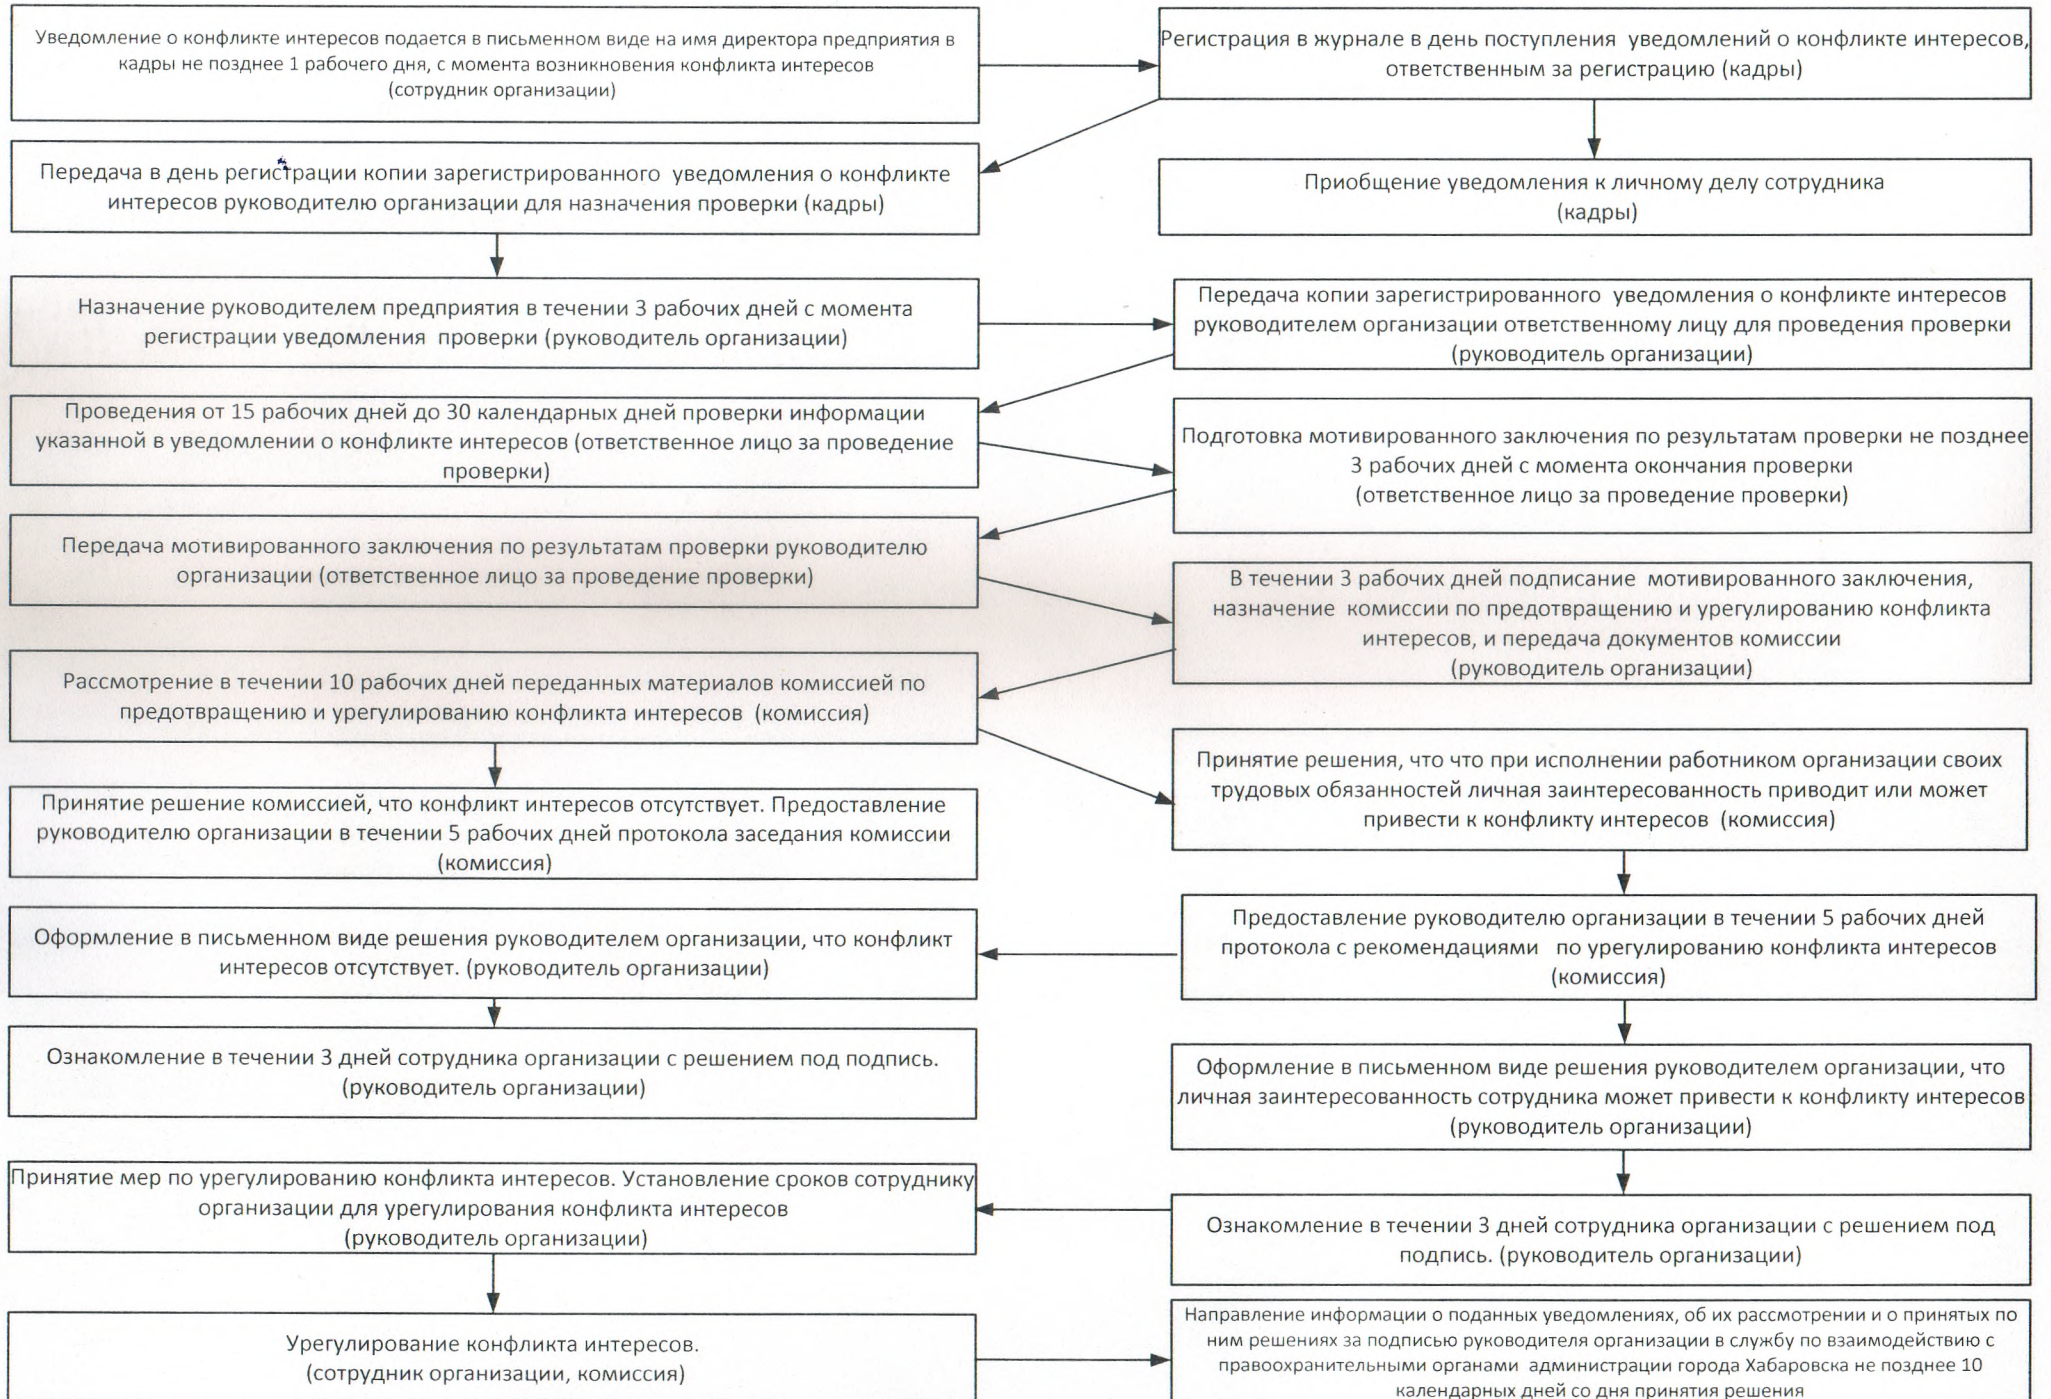 Уведомление о конфликте интересов подается в письменном виде на имя директора предприятия в
кадры не позднее 1 рабочего дня, с момента возникновения конфликта интересов
(сотрудник организации)
Регистрация в журнале в день поступления уведомлений о конфликте интересов,
ответственным за регистрацию (кадры)
Передача в день регистрации копии зарегистрированного уведомления о конфликте
интересов руководителю организации для назначения проверки (кадры)
Приобщение уведомления к личному делу сотрудника
(кадры)
Назначение руководителем предприятия в течении 3 рабочих дней с момента
регистрации уведомления проверки (руководитель организации)
Передача копии зарегистрированного уведомления о конфликте интересов
руководителем организации ответственному лицу для проведения проверки
(руководитель организации)
Проведения от 15 рабочих дней до 30 календарных дней проверки информации
указанной в уведомлении о конфликте интересов (ответственное лицо за проведение
проверки)
Подготовка мотивированного заключения по результатам проверки не позднее
3 рабочих дней с момента окончания проверки
(ответственное лицо за проведение проверки)
Передача мотивированного заключения по результатам проверки руководителю
организации (ответственное лицо за проведение проверки)
В течении 3 рабочих дней подписание мотивированного заключения,
назначение комиссии по предотвращению и урегулированию конфликта
интересов, и передача документов комиссии
(руководитель организации)
Рассмотрение в течении 10 рабочих дней переданных материалов комиссией по
предотвращению и урегулированию конфликта интересов (комиссия)
Принятие решения, что что при исполнении работником организации своих
трудовых обязанностей личная заинтересованность приводит или может
привести к конфликту интересов (комиссия)
Принятие решение комиссией, что конфликт интересов отсутствует. Предоставление
руководителю организации в течении 5 рабочих дней протокола заседания комиссии
(комиссия)
Предоставление руководителю организации в течении 5 рабочих дней
протокола с рекомендациями по урегулированию конфликта интересов
(комиссия)
Оформление в письменном виде решения руководителем организации, что конфликт
интересов отсутствует. (руководитель организации)
Ознакомление в течении 3 дней сотрудника организации с решением под подпись.
(руководитель организации)
Оформление в письменном виде решения руководителем организации, что
личная заинтересованность сотрудника может привести к конфликту интересов
(руководитель организации)
Принятие мер по урегулированию конфликта интересов. Установление сроков сотруднику
организации для урегулирования конфликта интересов
(руководитель организации)
Ознакомление в течении 3 дней сотрудника организации с решением под
подпись. (руководитель организации)
Урегулирование конфликта интересов.
(сотрудник организации, комиссия)
Направление информации о поданных уведомлениях, об их рассмотрении и о принятых по
ним решениях за подписью руководителя организации в службу по взаимодействию с
правоохранительными органами администрации города Хабаровска не позднее 10
календарных дней со дня принятия решения